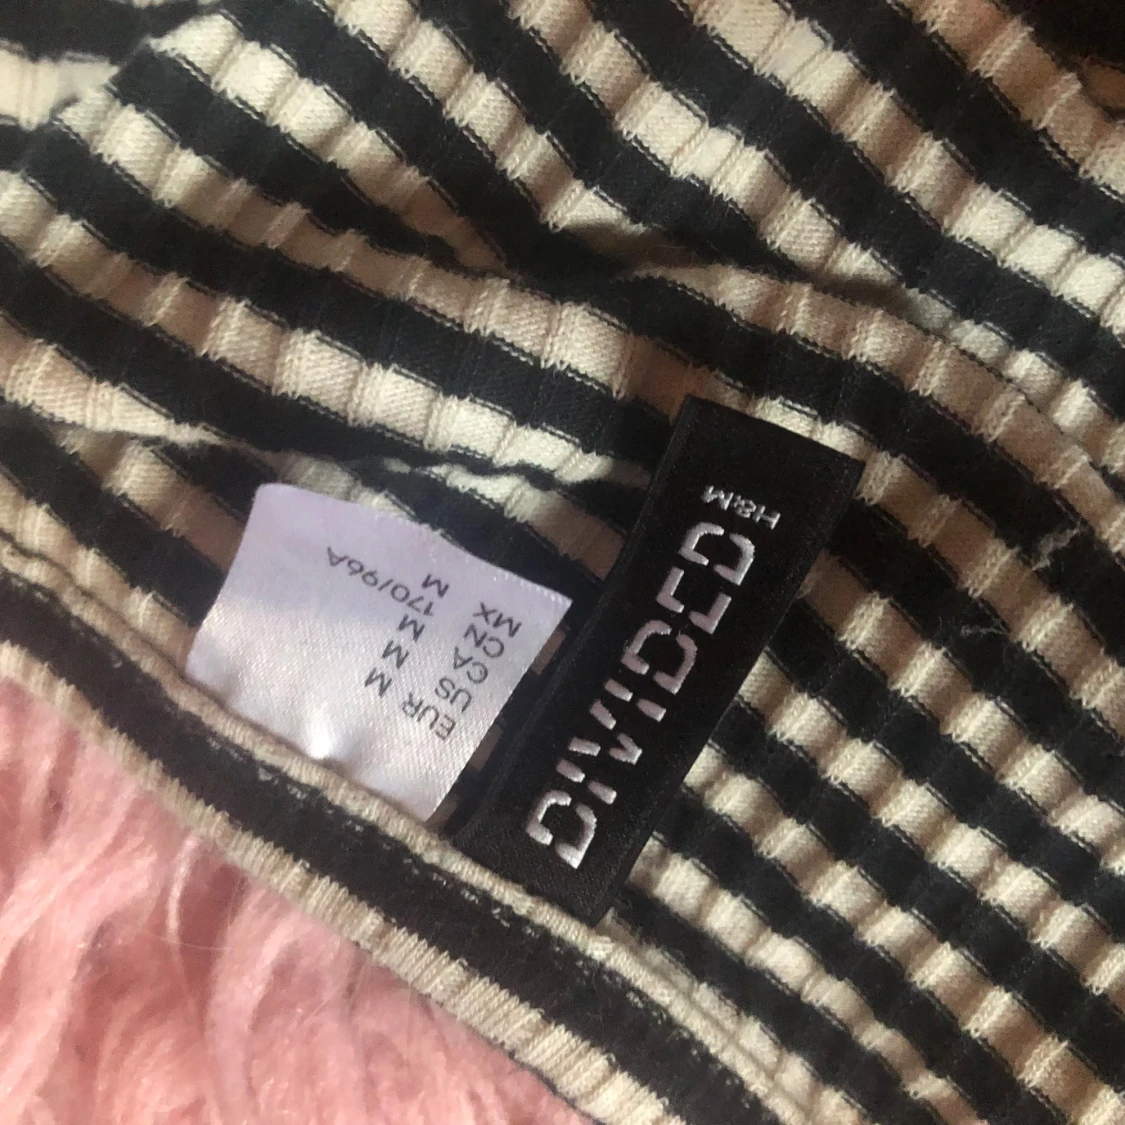 DIVIDED
H&M
EUR M
US M
CA M
CN 170/96A
MX M